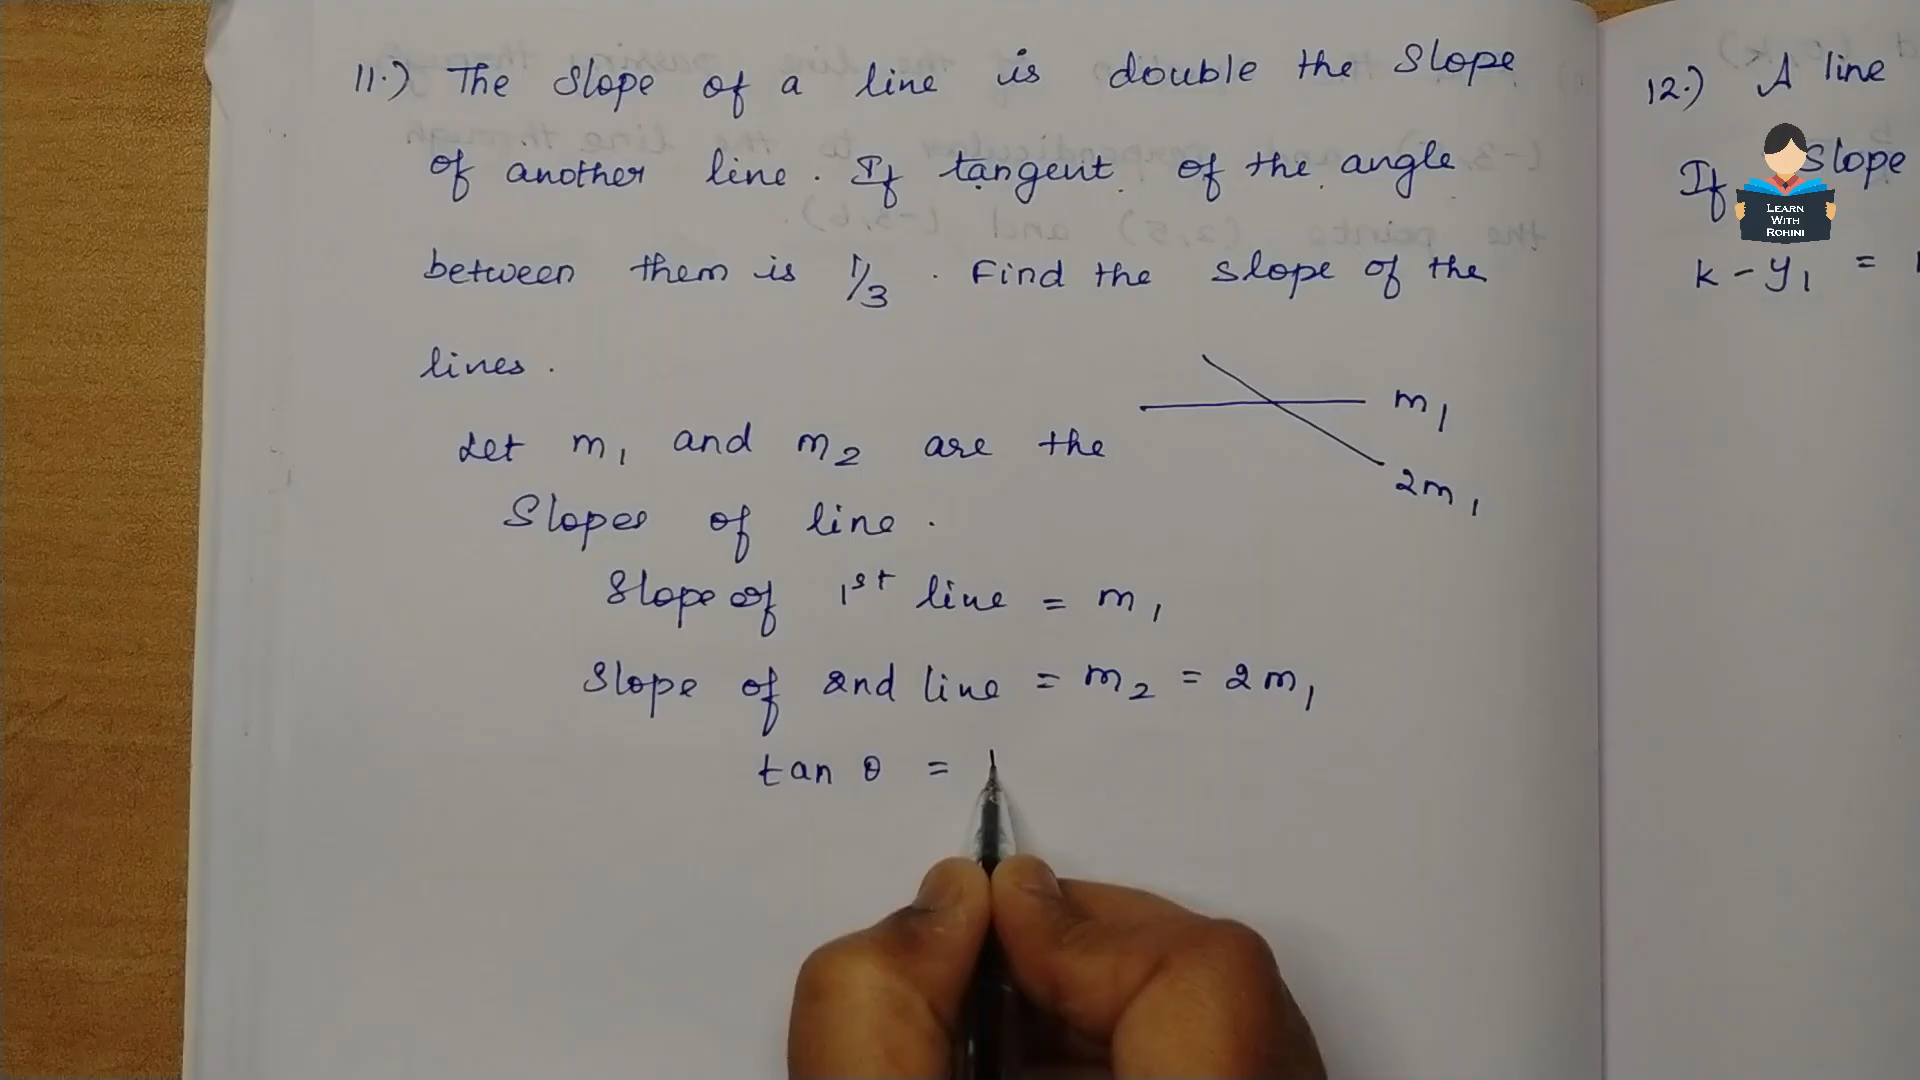 11.) The Slope of a line is double the Slope
of another line. If tangent of the angle
between them is 1/3. Find the slope of the
lines.
m1
2m1
Let m1 and m2 are the
Slopes of line.
Slope of 1st line = m1
Slope of 2nd line = m2 = 2m1
tan θ =
12.) A line
If Slope
k - y1 =
LEARN
WITH
ROHINI